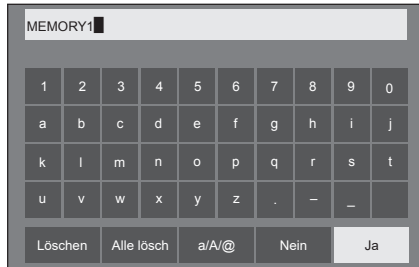 MEMORY1
1 2 3 4 5 6 7 8 9 0
a b c d e f g h i j
k l m n o p q r s t
u v w x y z . – _
Löschen Alle lösch a/A/@ Nein Ja